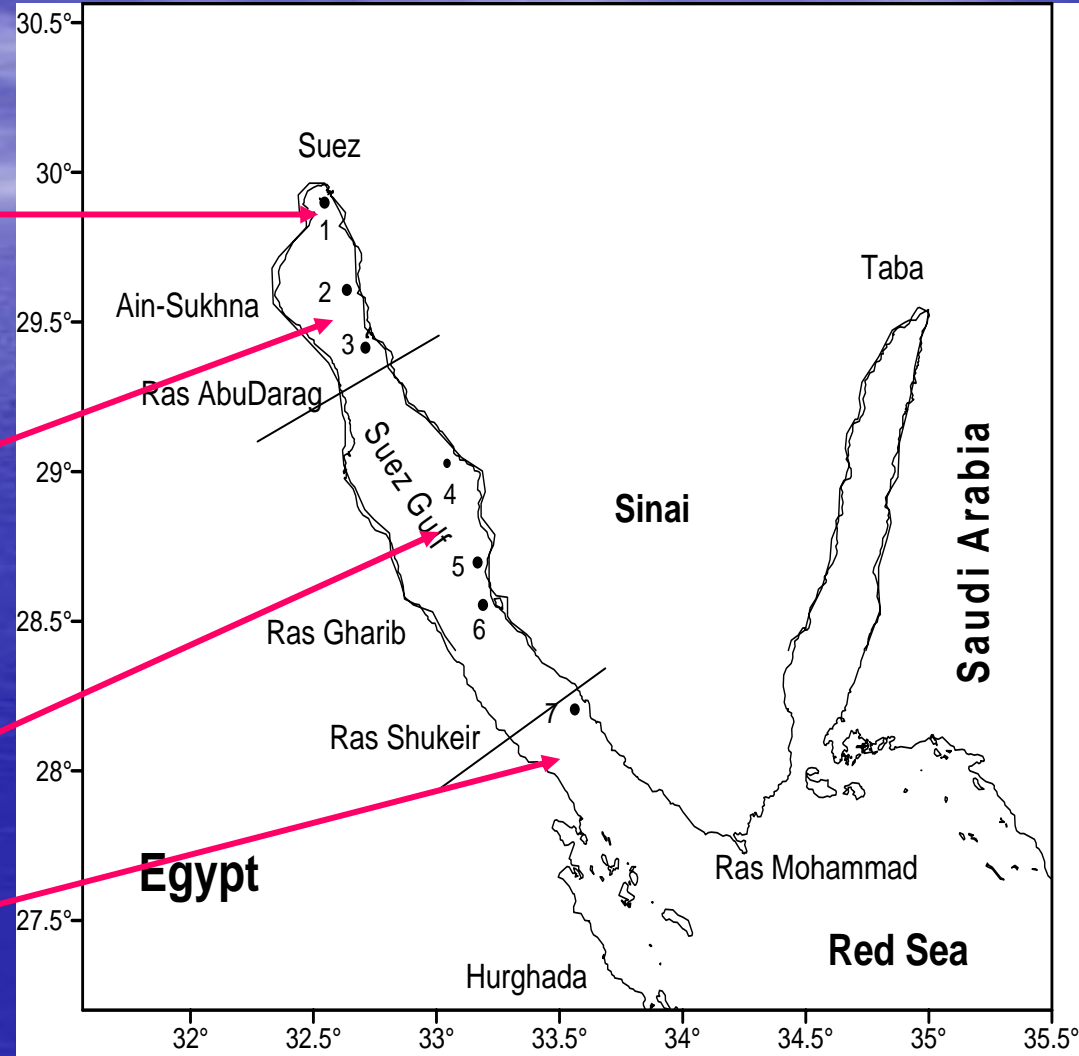 30.5°
Suez
30°
1
Taba
2
Ain-Sukhna
29.5°
3
Ras AbuDarag
Suez Gulf
29°
4
Sinai
Saudi Arabia
5
6
28.5°
Ras Gharib
7
Ras Shukeir
28°
Egypt
Ras Mohammad
27.5°
Red Sea
Hurghada
32°
32.5°
33°
33.5°
34°
34.5°
35°
35.5°